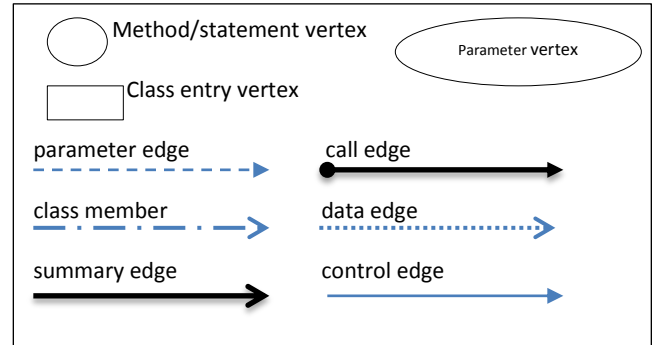 Method/statement vertex
Parameter vertex
Class entry vertex
parameter edge
call edge
class member
data edge
summary edge
control edge